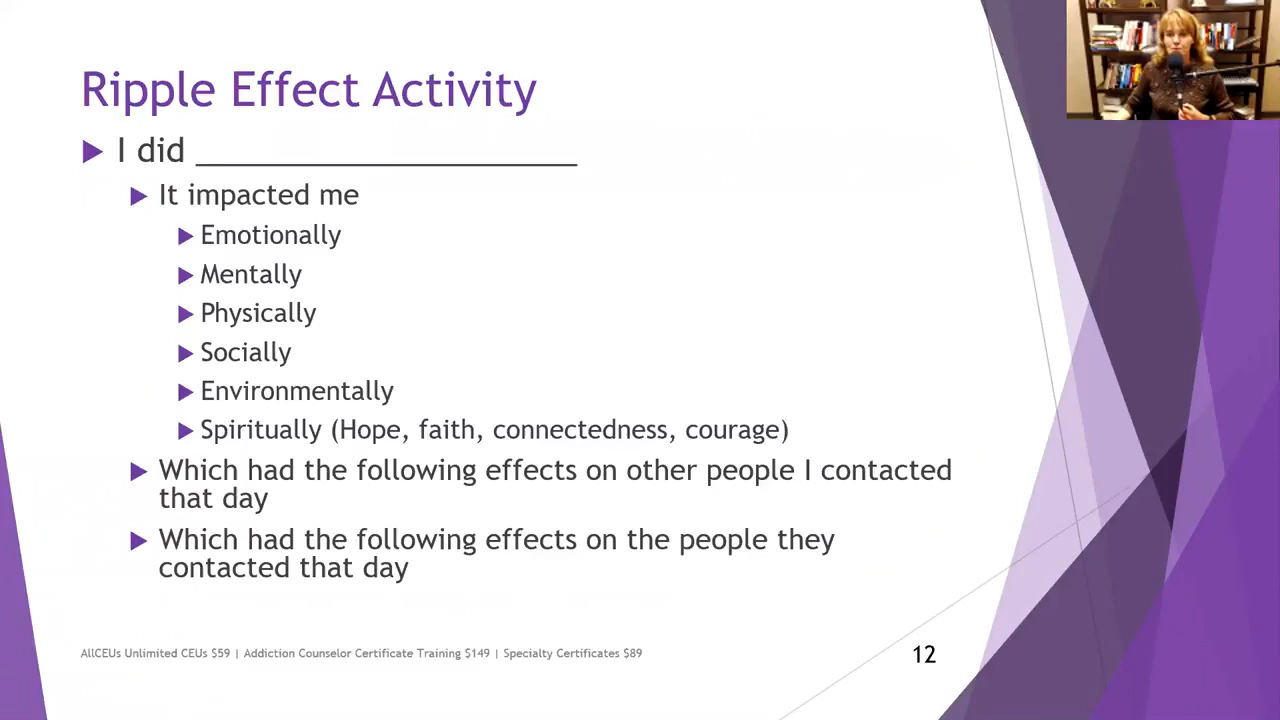 Ripple Effect Activity
I did ___________________________
It impacted me
Emotionally
Mentally
Physically
Socially
Environmentally
Spiritually (Hope, faith, connectedness, courage)
Which had the following effects on other people I contacted
that day
Which had the following effects on the people they
contacted that day
AllCEUs Unlimited CEUs $59 | Addiction Counselor Certificate Training $149 | Specialty Certificates $89
12